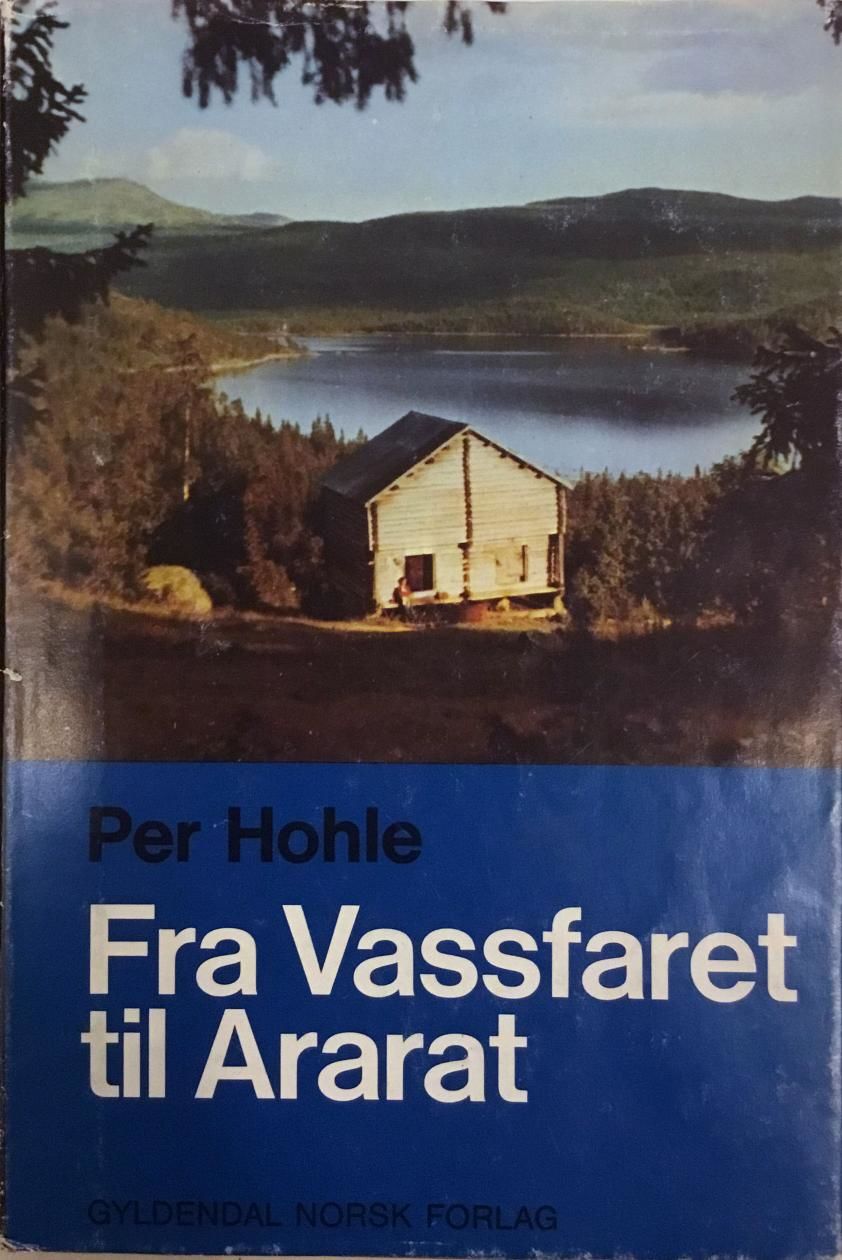 Per Hohle
Fra Vassfaret
til Ararat
GYLDENDAL NORSK FORLAG